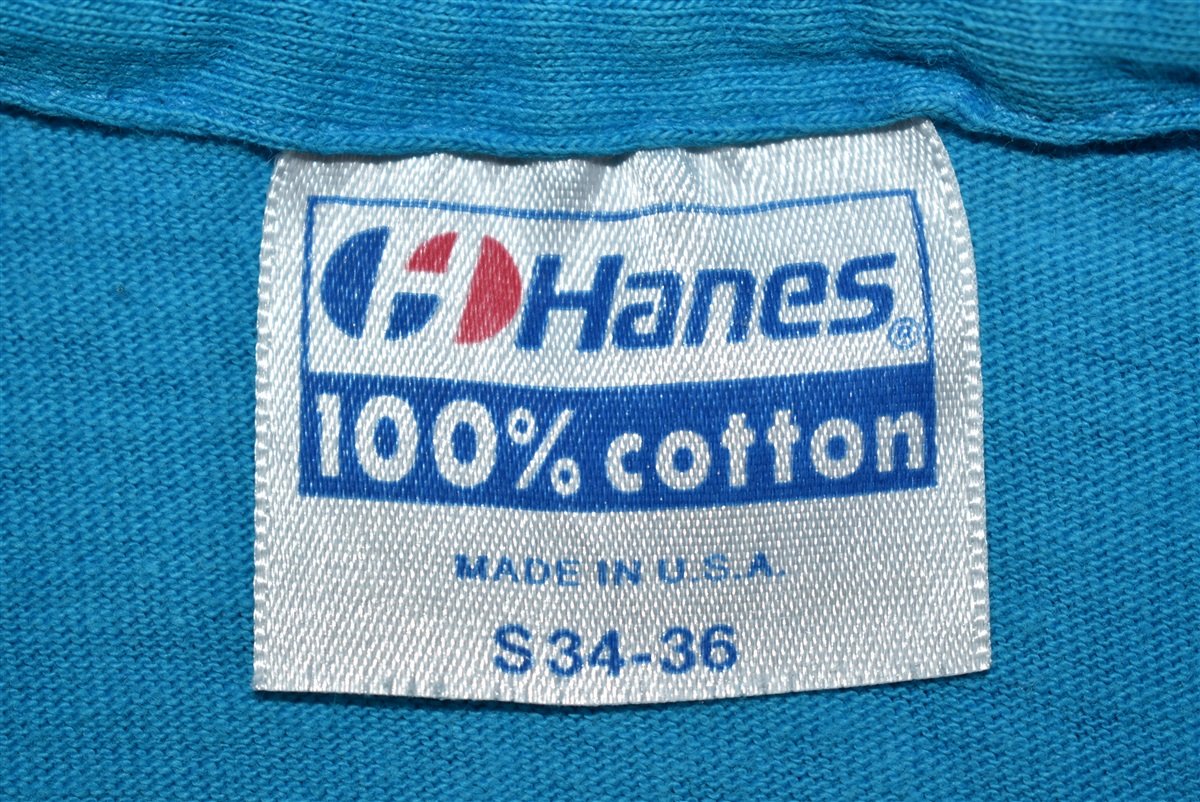 Hanes®
100% cotton
MADE IN U.S.A.
S 34-36